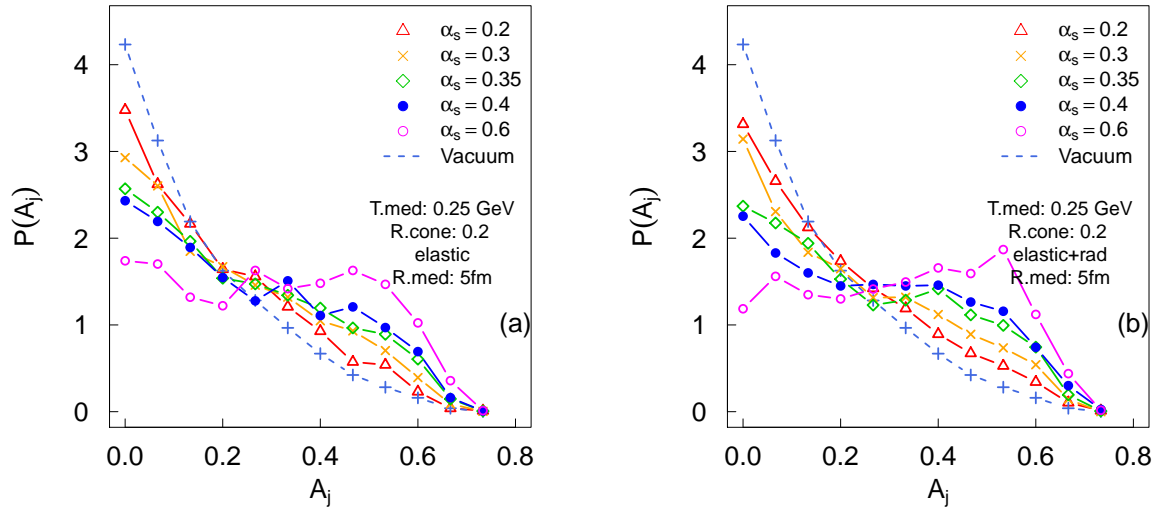 α_s = 0.2
α_s = 0.3
α_s = 0.35
α_s = 0.4
α_s = 0.6
Vacuum
T.med: 0.25 GeV
R.cone: 0.2
elastic
R.med: 5fm
(a)
P(A_j)
4
3
2
1
0
0.0 0.2 0.4 0.6 0.8
A_j
α_s = 0.2
α_s = 0.3
α_s = 0.35
α_s = 0.4
α_s = 0.6
Vacuum
T.med: 0.25 GeV
R.cone: 0.2
elastic+rad
R.med: 5fm
(b)
P(A_j)
4
3
2
1
0
0.0 0.2 0.4 0.6 0.8
A_j